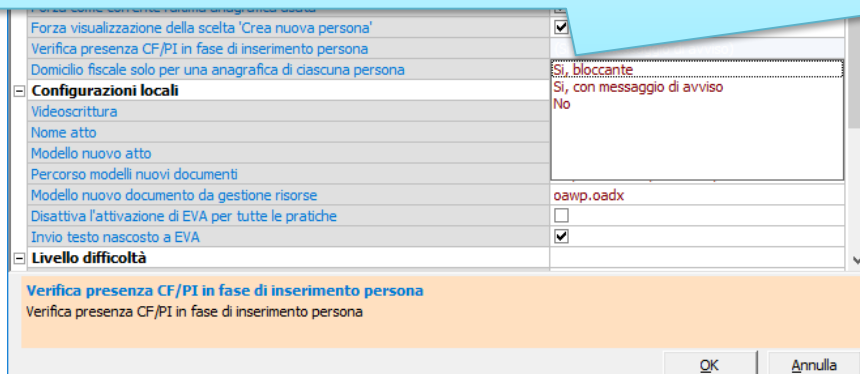 Forza visualizzazione della scelta 'Crea nuova persona'
Verifica presenza CF/PI in fase di inserimento persona
Domicilio fiscale solo per una anagrafica di ciascuna persona
Si, bloccante
Si, con messaggio di avviso
No
Configurazioni locali
Videoscrittura
Nome atto
Modello nuovo atto
Percorso modelli nuovi documenti
Modello nuovo documento da gestione risorse oawp.oadx
Disattiva l'attivazione di EVA per tutte le pratiche
Invio testo nascosto a EVA
Livello difficoltà
Verifica presenza CF/PI in fase di inserimento persona
Verifica presenza CF/PI in fase di inserimento persona
OK Annulla